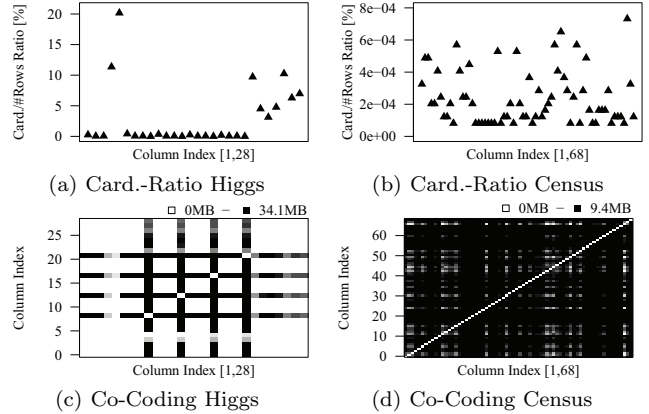 Card./#Rows Ratio [%]
20
15
10
5
0
Column Index [1,28]
(a) Card.-Ratio Higgs
Card./#Rows Ratio [%]
8e−04
6e−04
4e−04
2e−04
0e+00
Column Index [1,68]
(b) Card.-Ratio Census
0MB − 34.1MB
Column Index
25
20
15
10
5
0
Column Index [1,28]
(c) Co-Coding Higgs
0MB − 9.4MB
Column Index
60
50
40
30
20
10
0
Column Index [1,68]
(d) Co-Coding Census